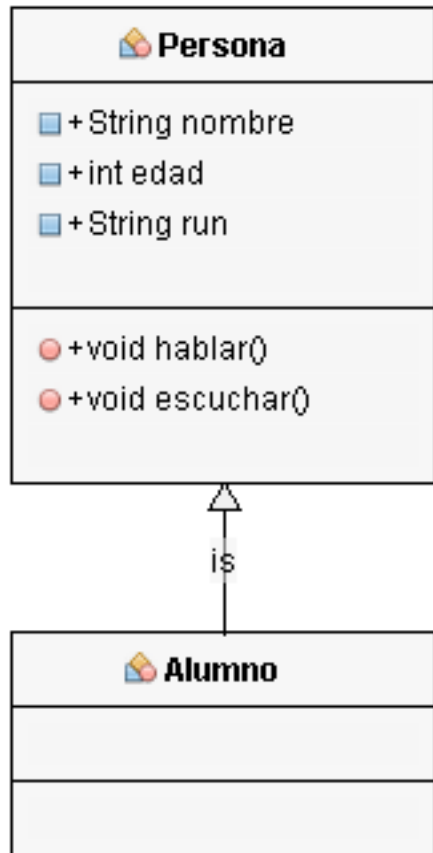 Persona
+String nombre
+int edad
+String run
+void hablar()
+void escuchar()
is
Alumno